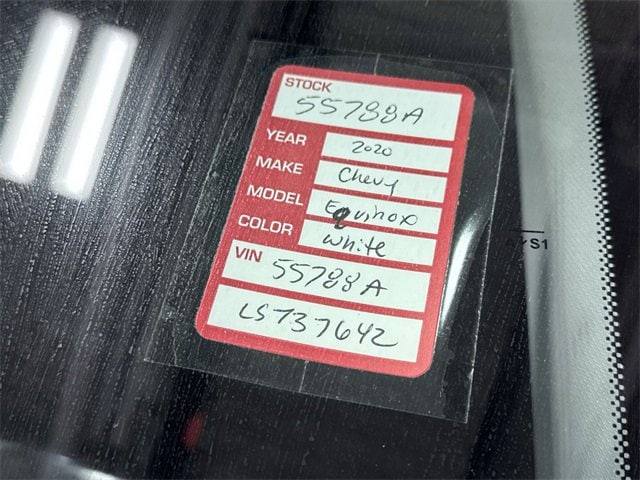 STOCK
55788A
YEAR 2020
MAKE Chevy
MODEL Equinox
COLOR White
VIN 55788A
LS737642